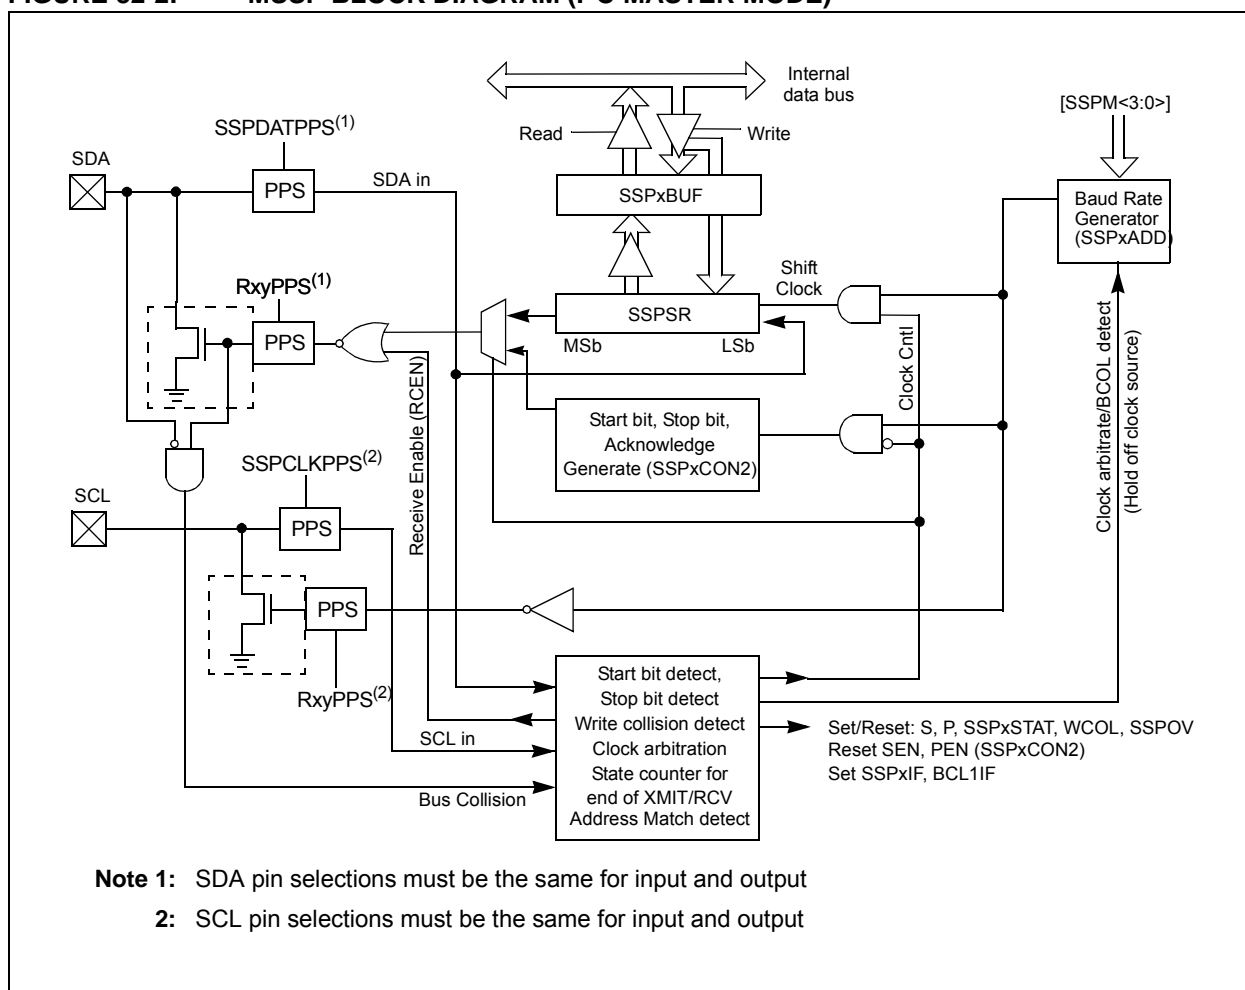 Internal
data bus
[SSPM<3:0>]
Read
Write
SSPDATPPS(1)
SDA
PPS
SDA in
SSPxBUF
Baud Rate
Generator
(SSPxADD)
RxyPPS(1)
PPS
Shift
Clock
SSPSR
MSb
LSb
Receive Enable (RCEN)
Clock Cntl
Clock arbitrate/BCOL detect
(Hold off clock source)
Start bit, Stop bit,
Acknowledge
Generate (SSPxCON2)
SSPCLKPPS(2)
SCL
PPS
PPS
RxyPPS(2)
SCL in
Bus Collision
Start bit detect,
Stop bit detect
Write collision detect
Clock arbitration
State counter for
end of XMIT/RCV
Address Match detect
Set/Reset: S, P, SSPxSTAT, WCOL, SSPOV
Reset SEN, PEN (SSPxCON2)
Set SSPxIF, BCL1IF
Note 1: SDA pin selections must be the same for input and output
2: SCL pin selections must be the same for input and output